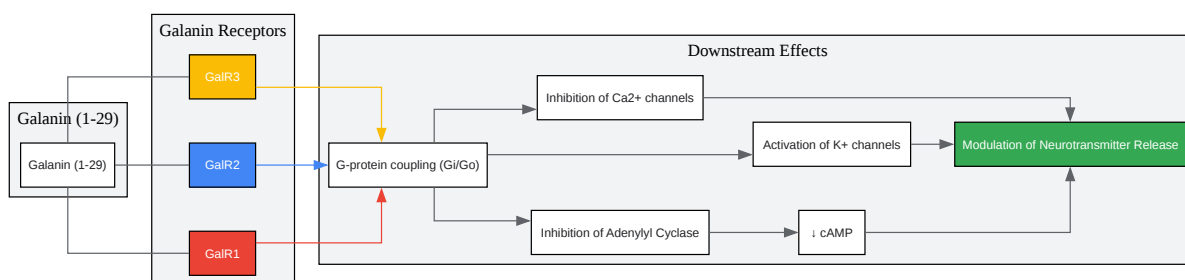 Galanin Receptors
Downstream Effects
GalR3
Inhibition of Ca2+ channels
Galanin (1-29)
Galanin (1-29)
GalR2
G-protein coupling (Gi/Go)
Activation of K+ channels
Modulation of Neurotransmitter Release
GalR1
Inhibition of Adenylyl Cyclase
↓ cAMP